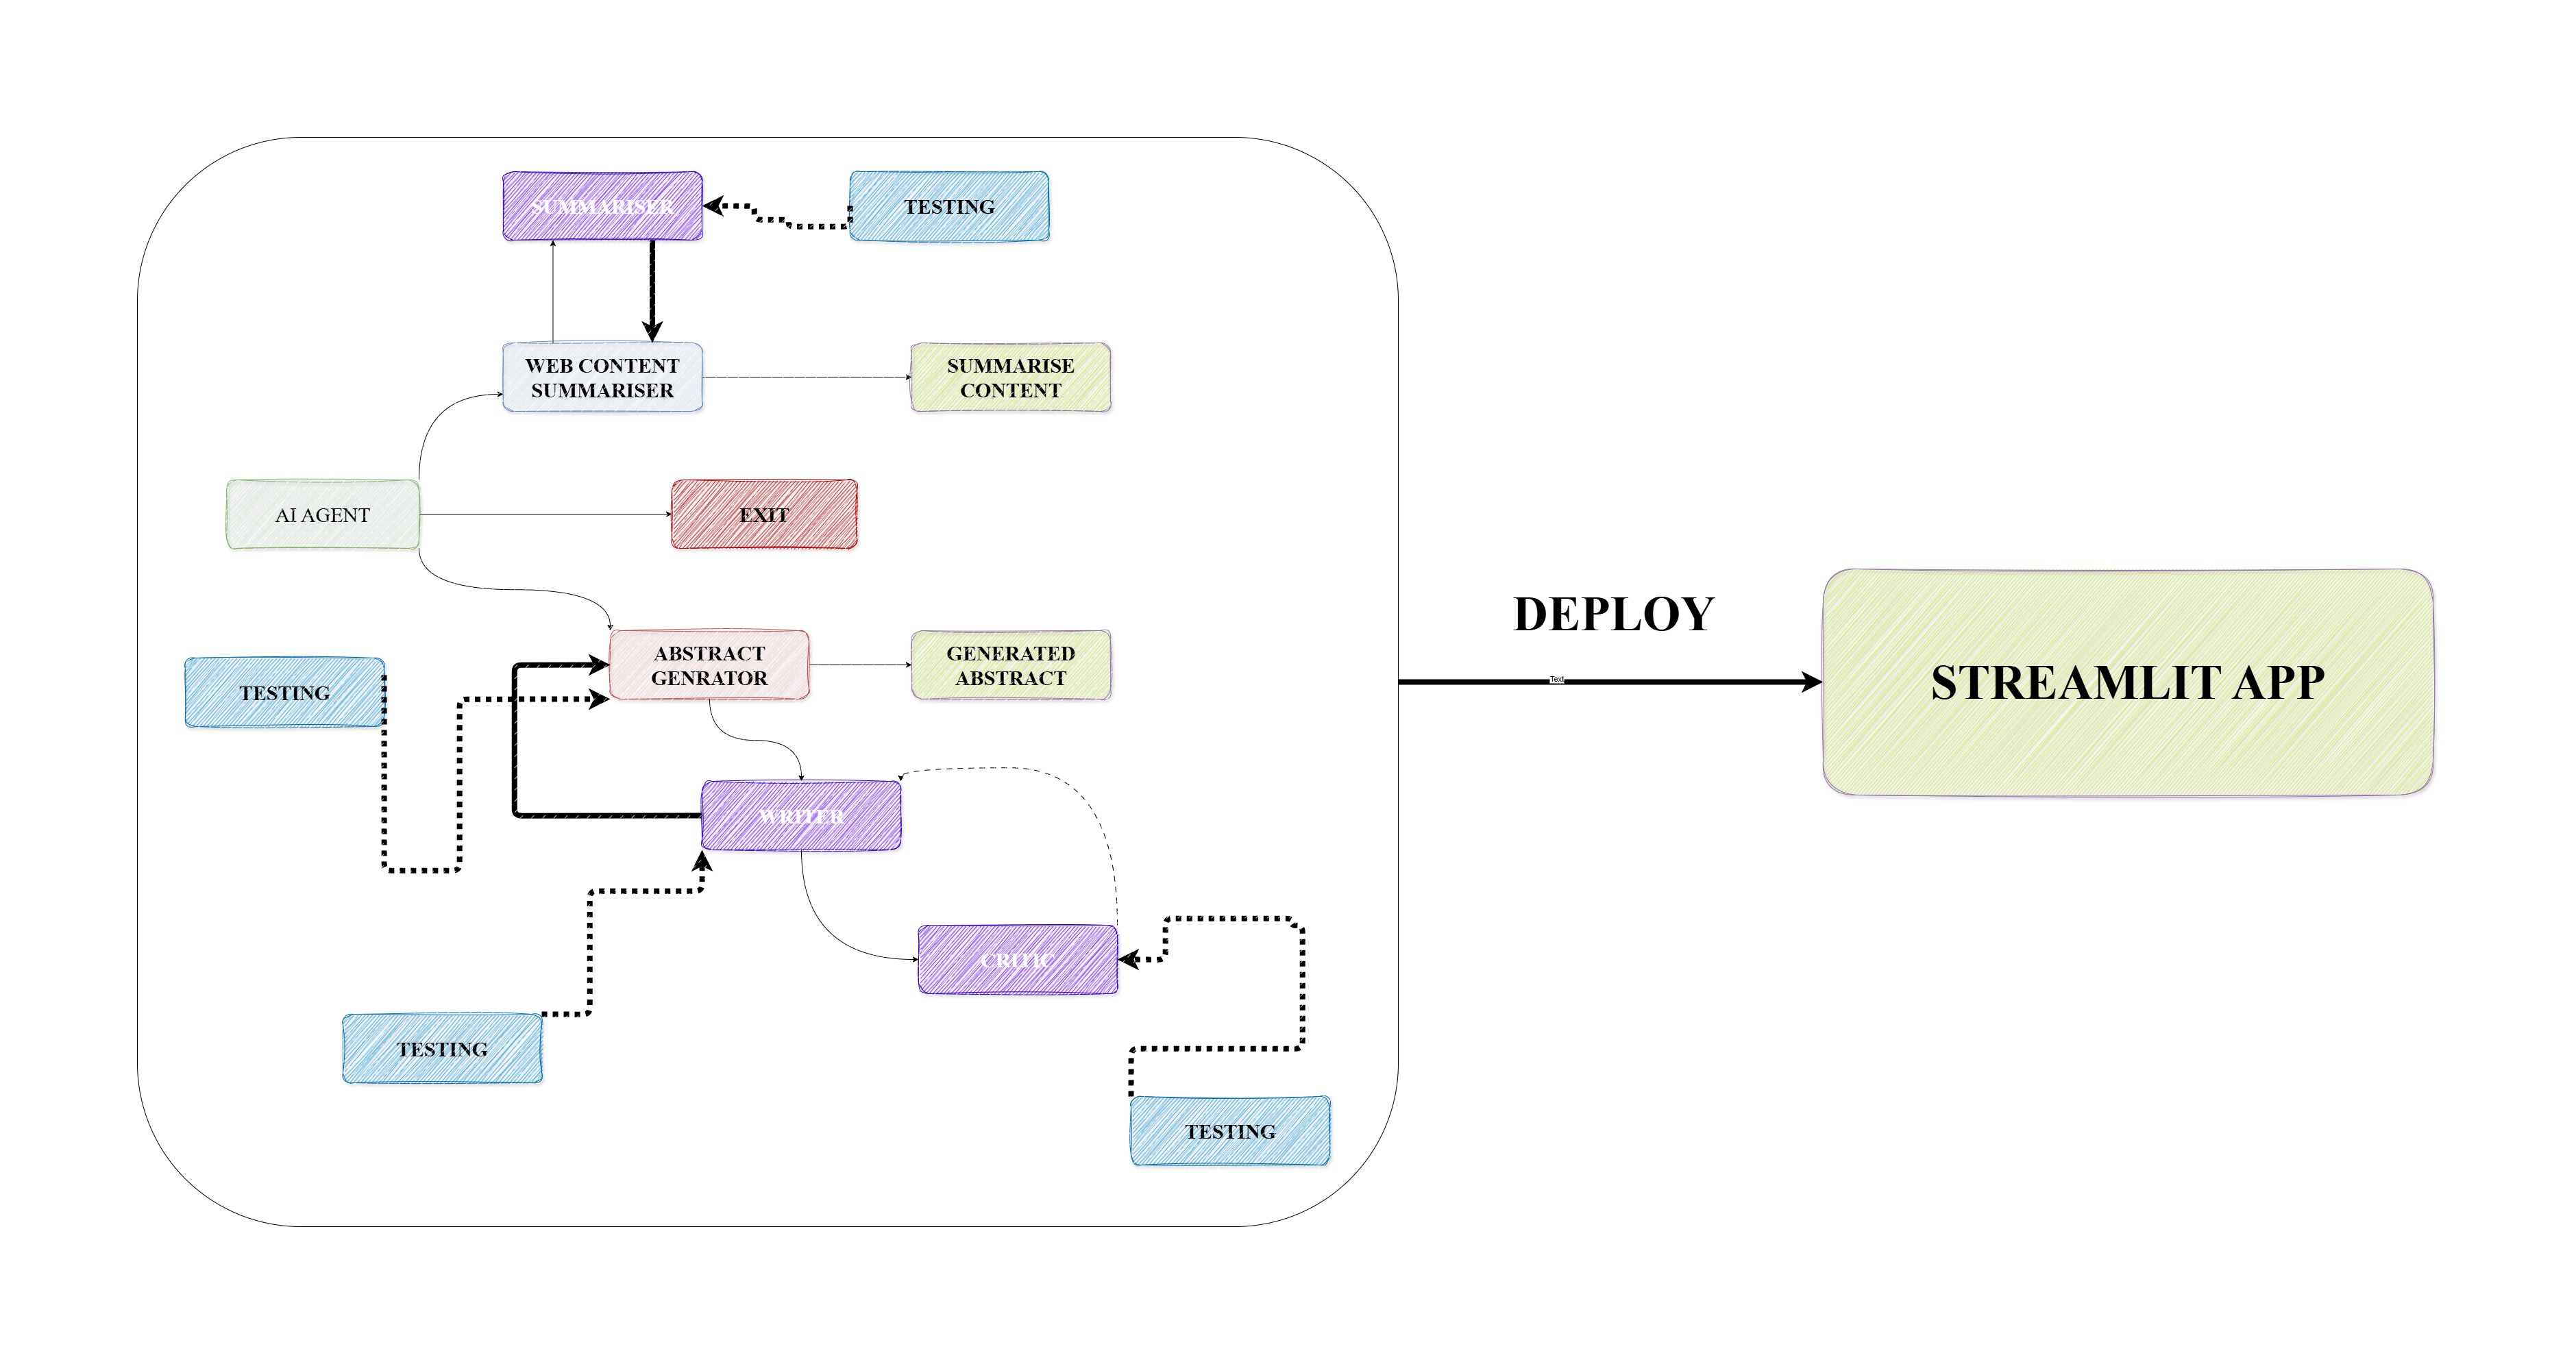 SUMMARISER
TESTING
WEB CONTENT
SUMMARISER
SUMMARISE
CONTENT
AI AGENT
EXIT
ABSTRACT
GENRATOR
GENERATED
ABSTRACT
TESTING
WRITER
CRITIC
TESTING
TESTING
DEPLOY
Text
STREAMLIT APP